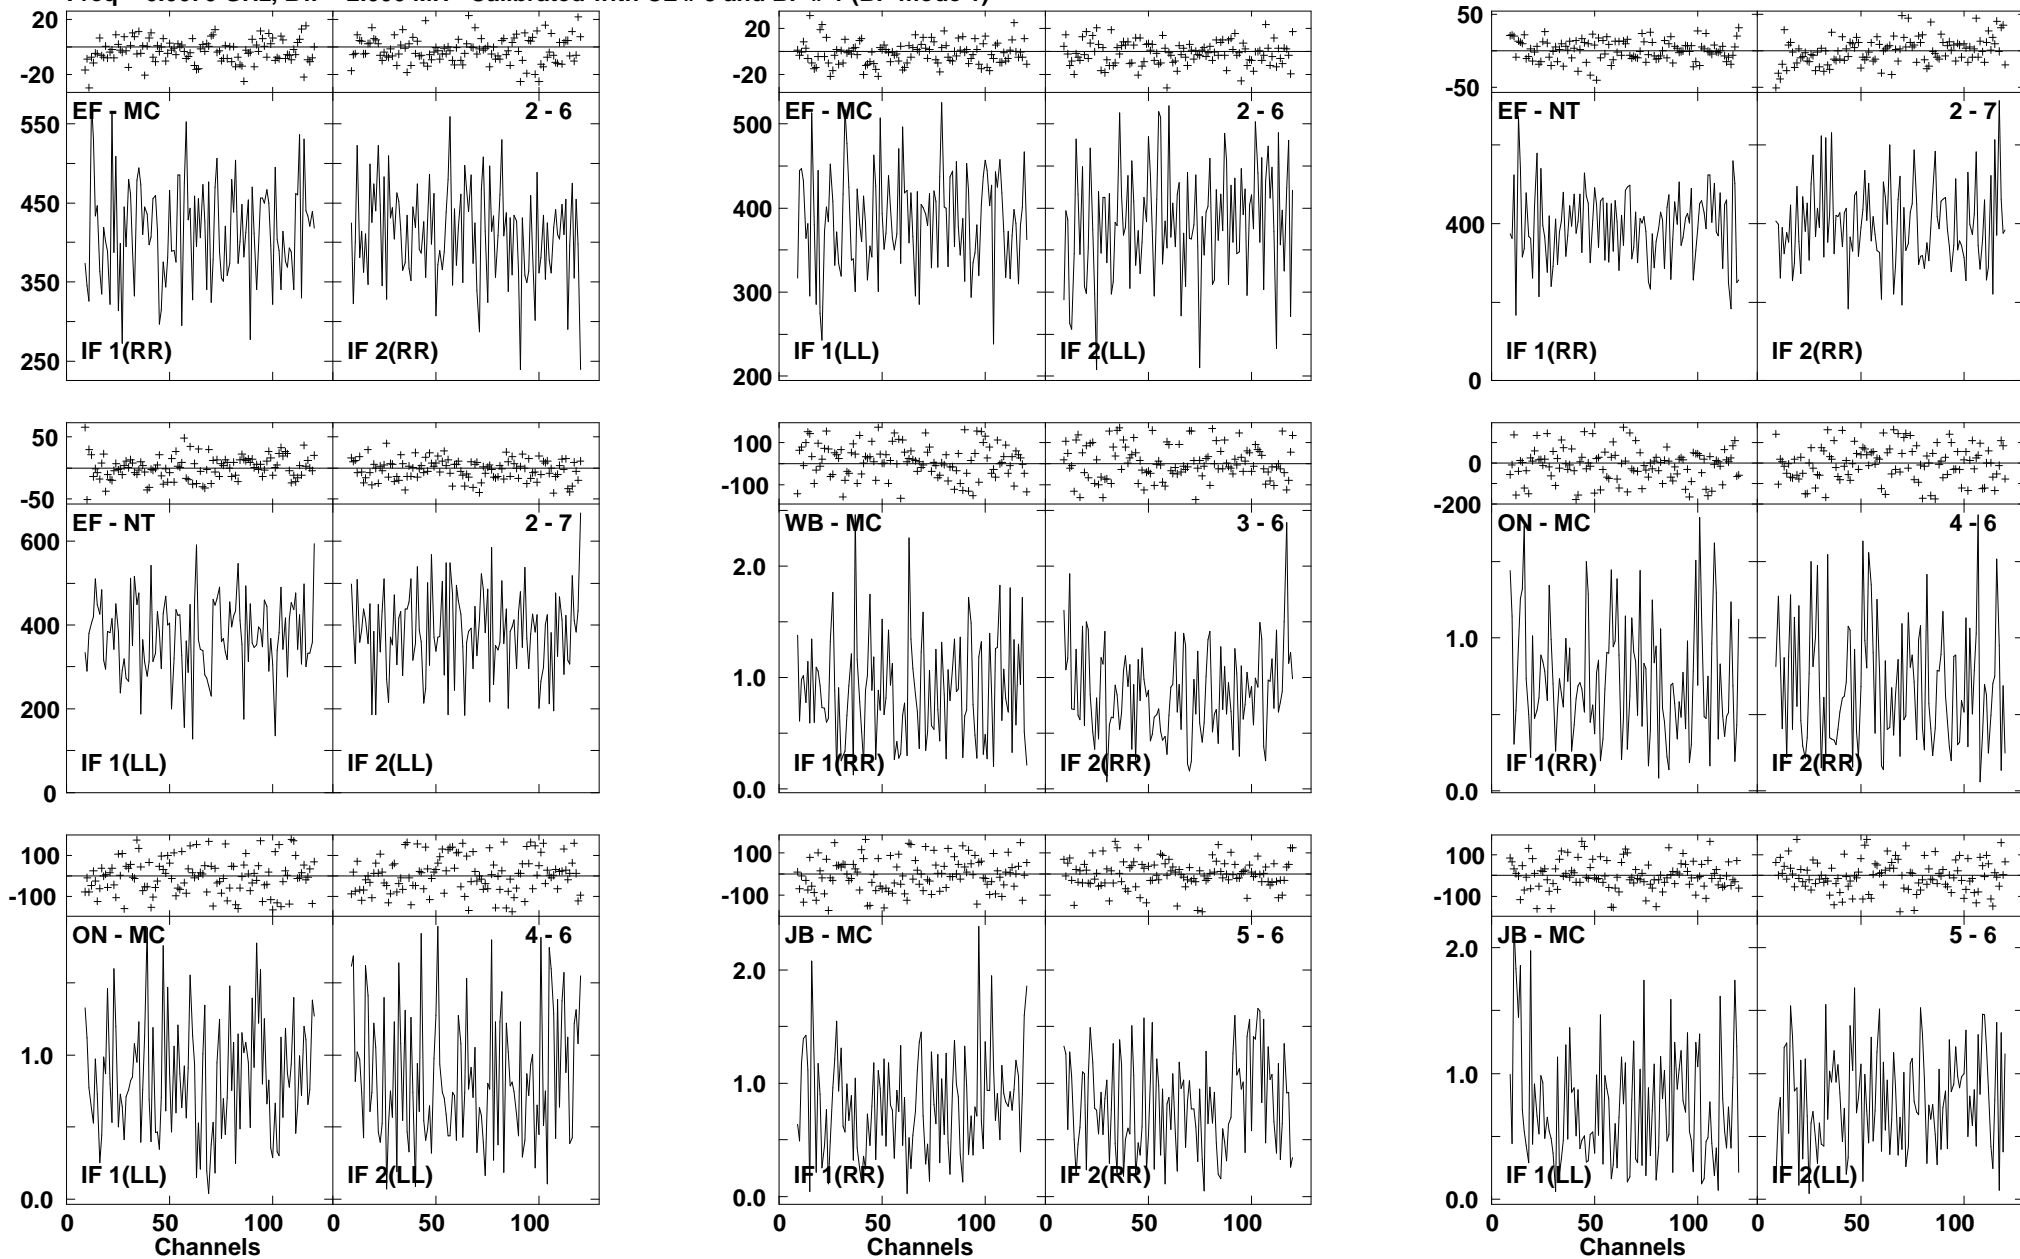 20
-20
EF - MC
2 - 6
550
450
350
250
IF 1(RR)
IF 2(RR)
20
-20
EF - MC
2 - 6
500
400
300
200
IF 1(LL)
IF 2(LL)
50
-50
EF - NT
2 - 7
400
0
IF 1(RR)
IF 2(RR)
50
-50
EF - NT
2 - 7
600
400
200
0
IF 1(LL)
IF 2(LL)
100
-100
WB - MC
3 - 6
2.0
1.0
0.0
IF 1(RR)
IF 2(RR)
0
-200
ON - MC
4 - 6
1.0
0.0
IF 1(RR)
IF 2(RR)
100
-100
ON - MC
4 - 6
1.0
0.0
IF 1(LL)
IF 2(LL)
0 50 100 0 50 100
Channels
100
-100
JB - MC
5 - 6
2.0
1.0
0.0
IF 1(RR)
IF 2(RR)
0 50 100 0 50 100
Channels
100
-100
JB - MC
5 - 6
2.0
1.0
0.0
IF 1(LL)
IF 2(LL)
0 50 100 0 50 100
Channels